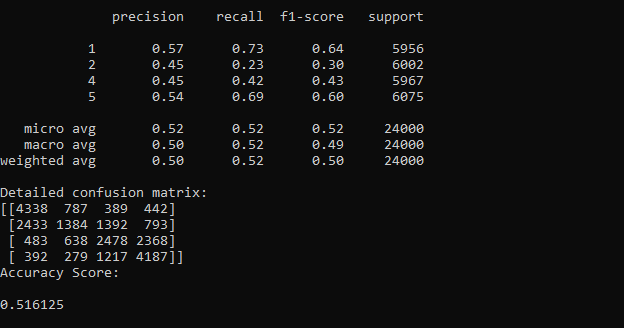 precision recall f1-score support
1 0.57 0.73 0.64 5956
2 0.45 0.23 0.30 6002
4 0.45 0.42 0.43 5967
5 0.54 0.69 0.60 6075
micro avg 0.52 0.52 0.52 24000
macro avg 0.50 0.52 0.49 24000
weighted avg 0.50 0.52 0.50 24000
Detailed confusion matrix:
[[4338 787 389 442]
[2433 1384 1392 793]
[ 483 638 2478 2368]
[ 392 279 1217 4187]]
Accuracy Score:
0.516125